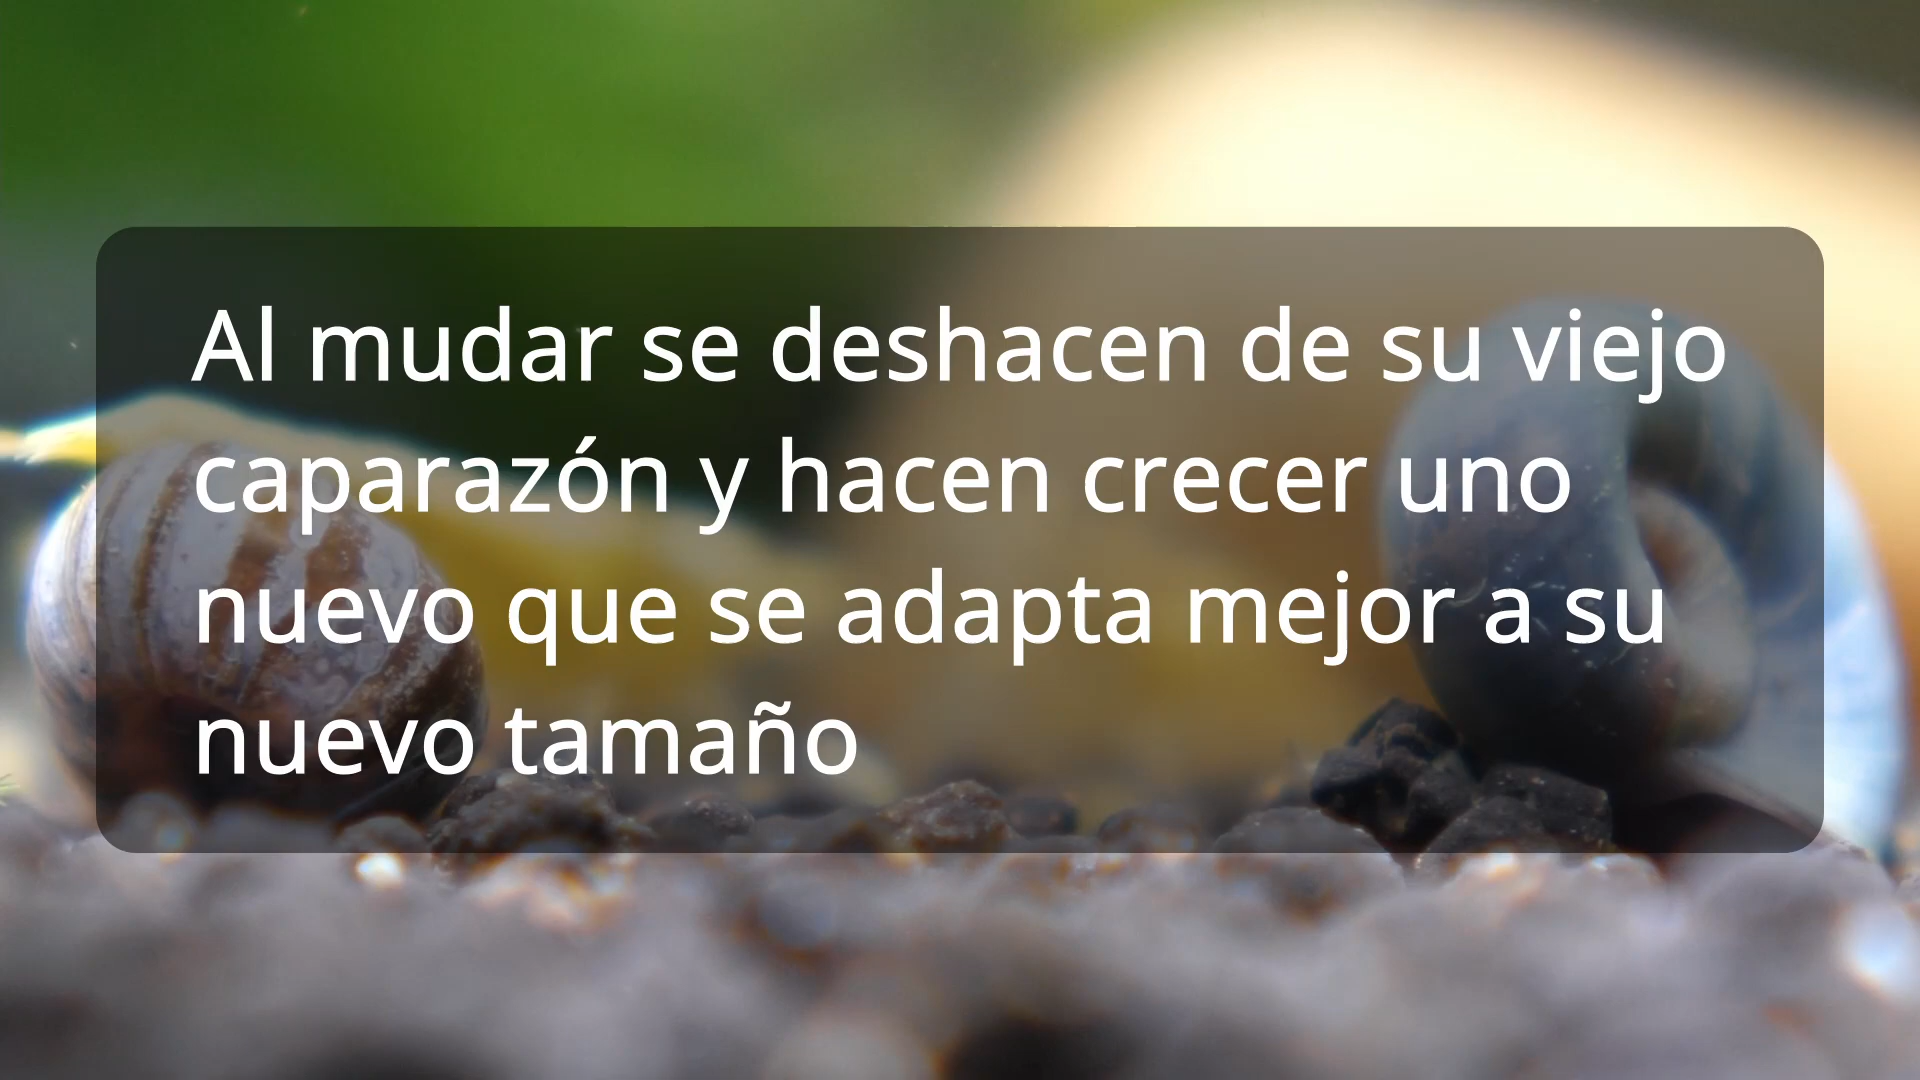 Al mudar se deshacen de su viejo
caparazón y hacen crecer uno
nuevo que se adapta mejor a su
nuevo tamaño